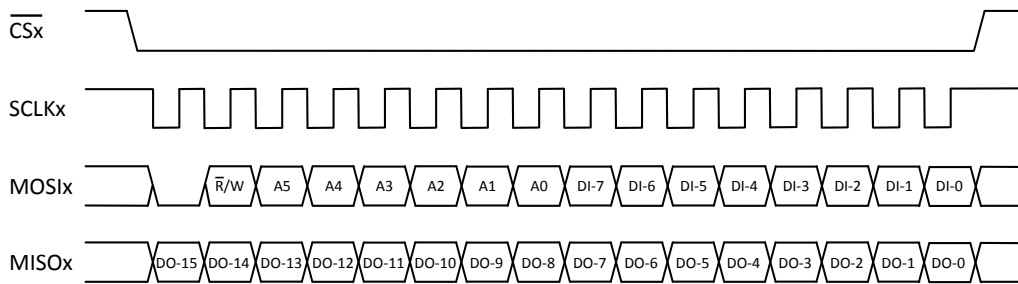 C̅S̅x̅
SCLKx
MOSIx R̅/W A5 A4 A3 A2 A1 A0 DI-7 DI-6 DI-5 DI-4 DI-3 DI-2 DI-1 DI-0
MISOx DO-15 DO-14 DO-13 DO-12 DO-11 DO-10 DO-9 DO-8 DO-7 DO-6 DO-5 DO-4 DO-3 DO-2 DO-1 DO-0